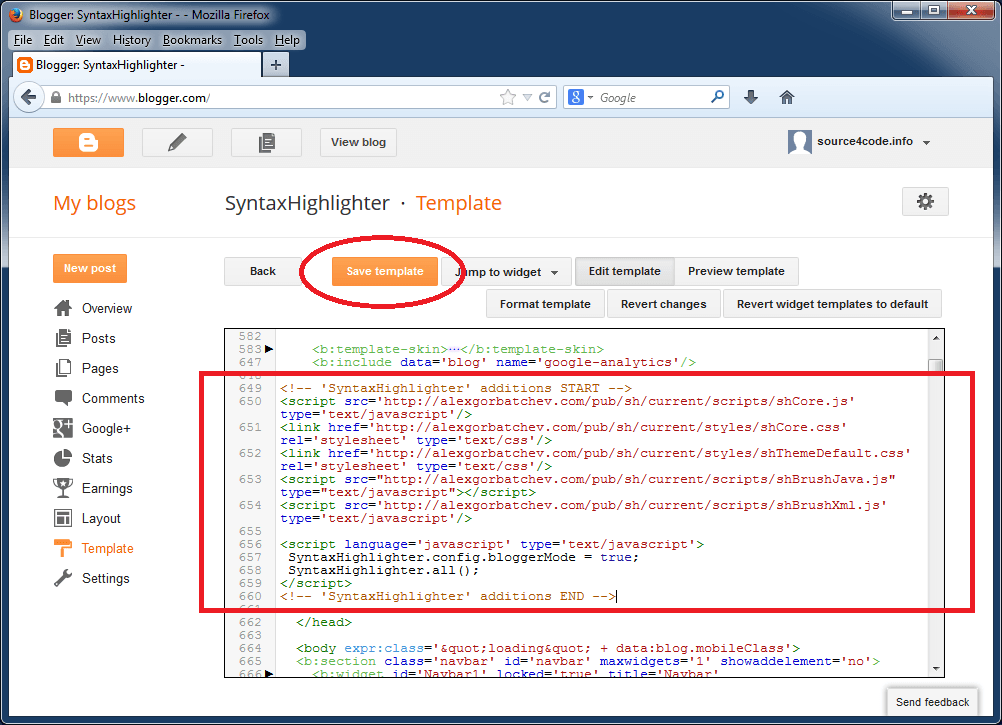 Blogger: SyntaxHighlighter - - Mozilla Firefox
File Edit View History Bookmarks Tools Help
Blogger: SyntaxHighlighter -
https://www.blogger.com/
Google
View blog
source4code.info
My blogs
SyntaxHighlighter · Template
New post
Back
Save template
Jump to widget
Edit template
Preview template
Format template
Revert changes
Revert widget templates to default
Overview
Posts
Pages
Comments
Google+
Stats
Earnings
Layout
Template
Settings
582
583 <b:template-skin>···</b:template-skin>
647 <b:include data='blog' name='google-analytics'/>
648
649 <!-- 'SyntaxHighlighter' additions START -->
650 <script src='http://alexgorbatchev.com/pub/sh/current/scripts/shCore.js'
type='text/javascript'/>
651 <link href='http://alexgorbatchev.com/pub/sh/current/styles/shCore.css'
rel='stylesheet' type='text/css'/>
652 <link href='http://alexgorbatchev.com/pub/sh/current/styles/shThemeDefault.css'
rel='stylesheet' type='text/css'/>
653 <script src="http://alexgorbatchev.com/pub/sh/current/scripts/shBrushJava.js"
type="text/javascript"></script>
654 <script src='http://alexgorbatchev.com/pub/sh/current/scripts/shBrushXml.js'
type='text/javascript'/>
655
656 <script language='javascript' type='text/javascript'>
657 SyntaxHighlighter.config.bloggerMode = true;
658 SyntaxHighlighter.all();
659 </script>
660 <!-- 'SyntaxHighlighter' additions END -->
661
662 </head>
663
664 <body expr:class='&quot;loading&quot; + data:blog.mobileClass'>
665 <b:section class='navbar' id='navbar' maxwidgets='1' showaddelement='no'>
666 <b:widget id='Navbar1' locked='true' title='Navbar'
Send feedback